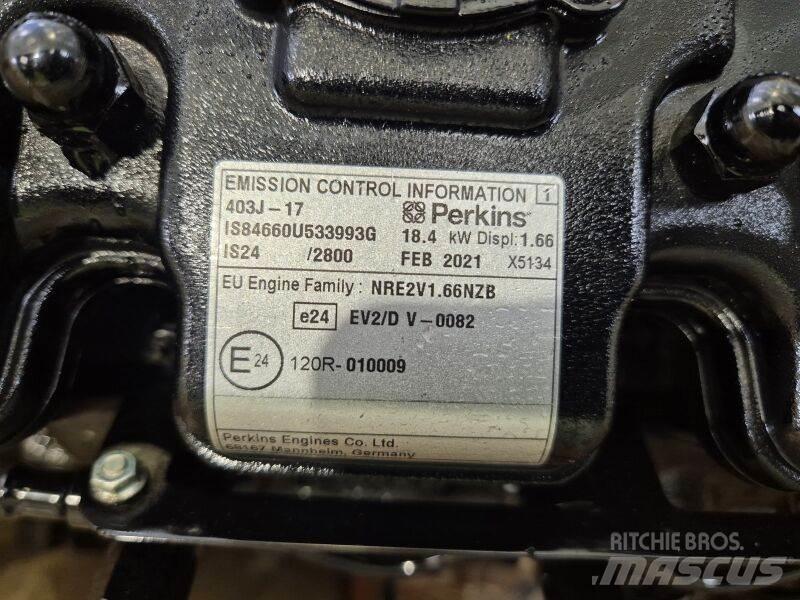 EMISSION CONTROL INFORMATION 1
403J-17 Perkins
IS84660U533993G 18.4 kW Displ: 1.66
IS24 /2800 FEB 2021 X5134
EU Engine Family : NRE2V1.66NZB
e24 EV2/D V-0082
E 24 120R-010009
Perkins Engines Co. Ltd.
68167 Mannheim, Germany
RITCHIE BROS.
MASCUS